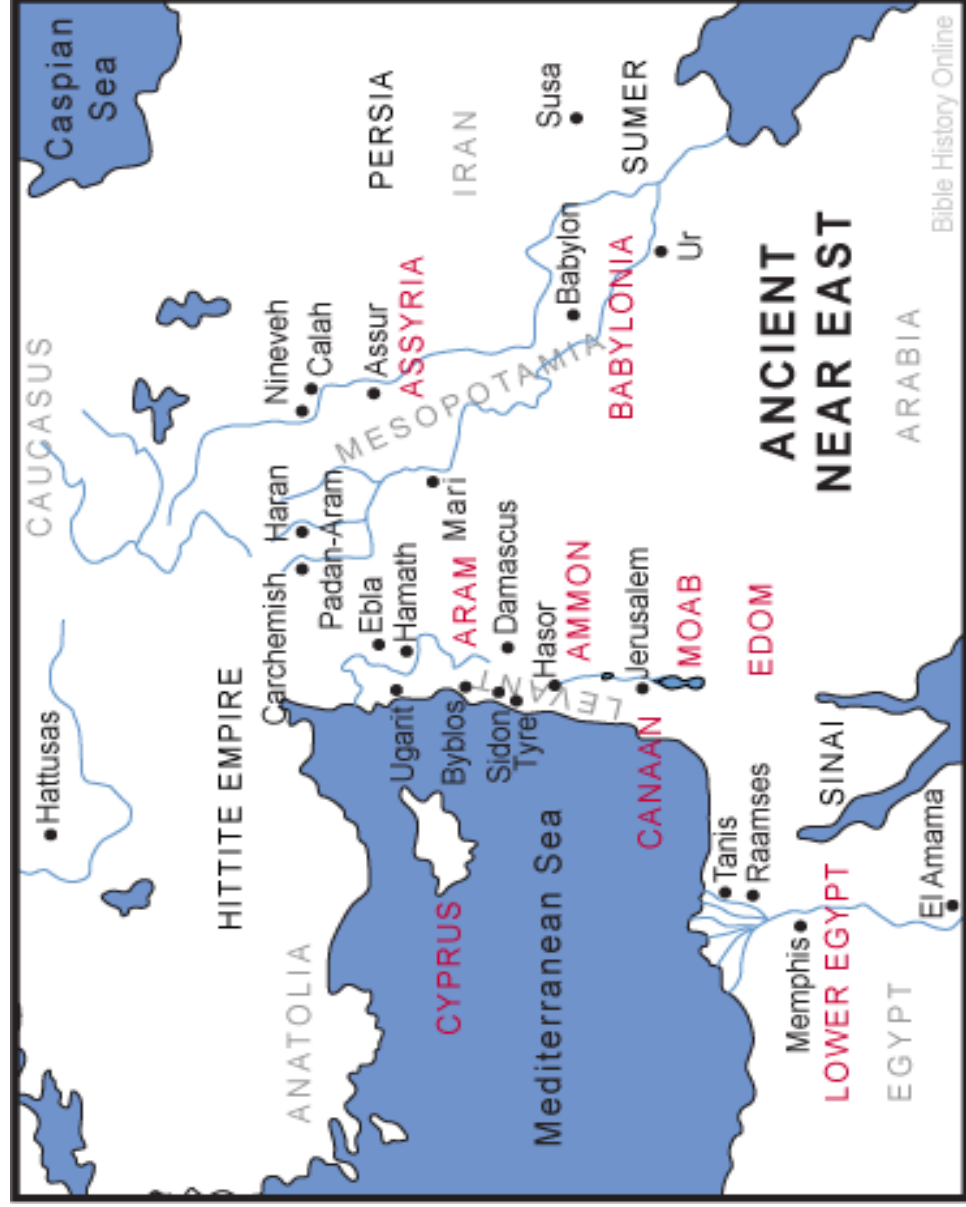 CAUCASUS
Caspian
Sea
Hattusas
HITTITE EMPIRE
ANATOLIA
Carchemish
Haran
Padan-Aram
Nineveh
Calah
Assur
ASSYRIA
PERSIA
IRAN
Ebla
Hamath
Ugarit
CYPRUS
Mari
MESOPOTAMIA
ARAM
Byblos
Damascus
Sidon
Tyre
LEVANT
Hasor
AMMON
Mediterranean Sea
Babylon
BABYLONIA
Susa
SUMER
Ur
Jerusalem
CANAAN
MOAB
EDOM
ANCIENT
NEAR EAST
Tanis
Raamses
SINAI
Memphis
LOWER EGYPT
EGYPT
El Amama
ARABIA
Bible History Online